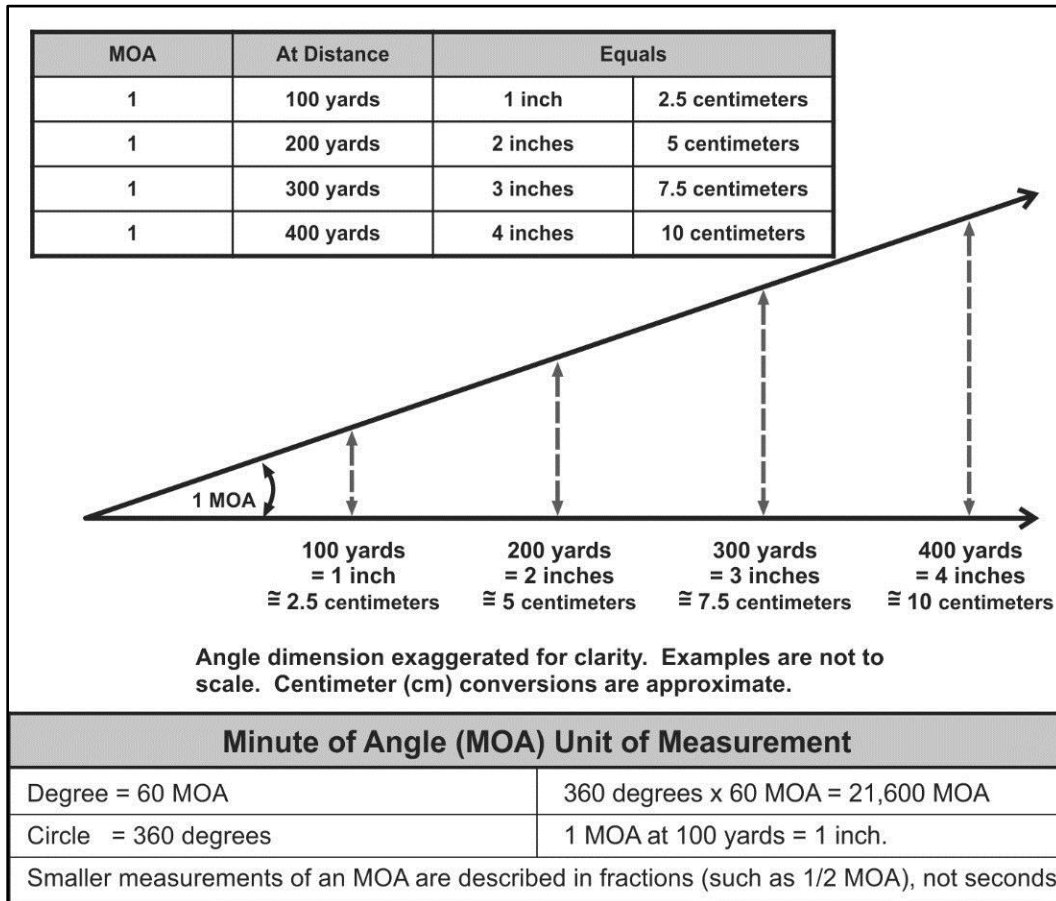 MOA At Distance Equals
1 100 yards 1 inch 2.5 centimeters
1 200 yards 2 inches 5 centimeters
1 300 yards 3 inches 7.5 centimeters
1 400 yards 4 inches 10 centimeters
1 MOA
100 yards
= 1 inch
≅ 2.5 centimeters
200 yards
= 2 inches
≅ 5 centimeters
300 yards
= 3 inches
≅ 7.5 centimeters
400 yards
= 4 inches
≅ 10 centimeters
Angle dimension exaggerated for clarity. Examples are not to
scale. Centimeter (cm) conversions are approximate.
Minute of Angle (MOA) Unit of Measurement
Degree = 60 MOA 360 degrees x 60 MOA = 21,600 MOA
Circle = 360 degrees 1 MOA at 100 yards = 1 inch.
Smaller measurements of an MOA are described in fractions (such as 1/2 MOA), not seconds